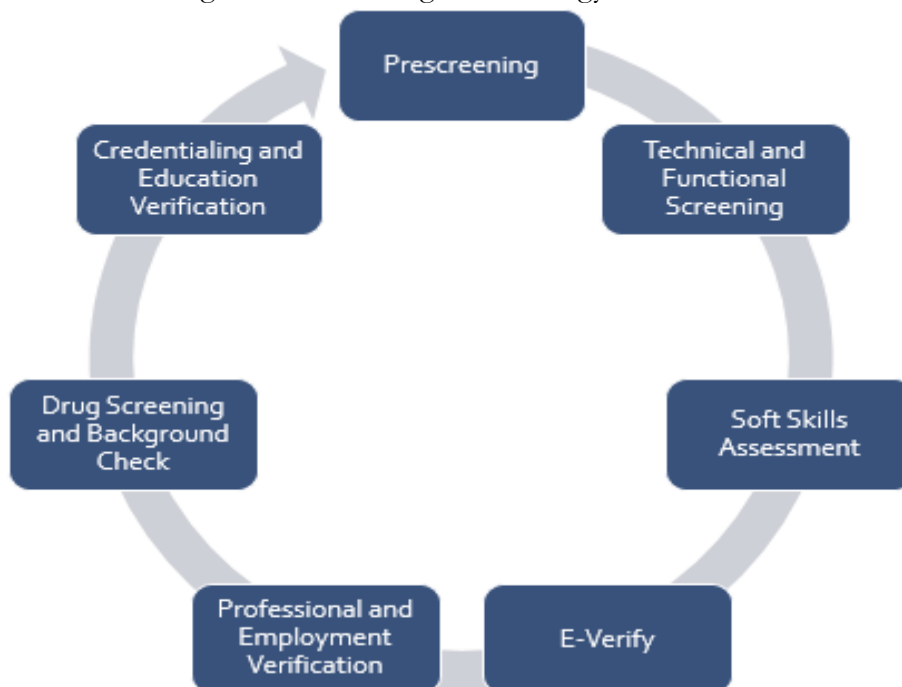 Prescreening
Technical and
Functional
Screening
Soft Skills
Assessment
E-Verify
Professional and
Employment
Verification
Drug Screening
and Background
Check
Credentialing and
Education
Verification